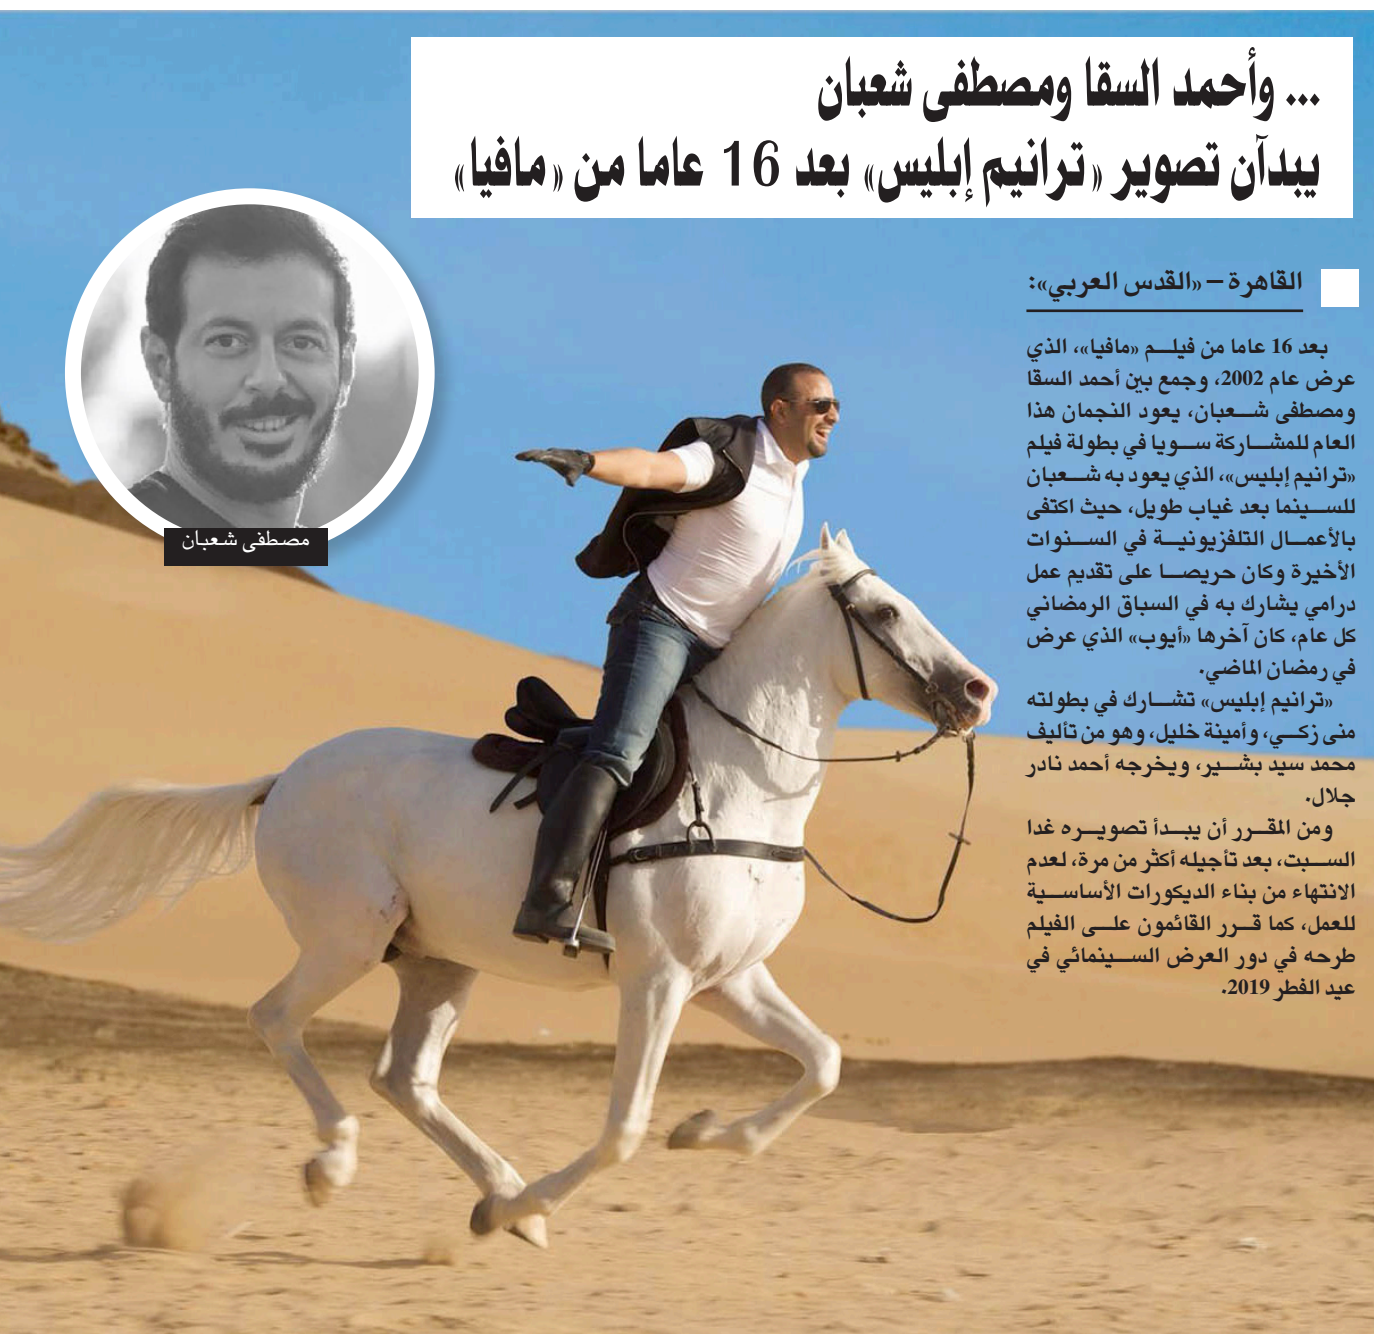 ... وأحمد السقا ومصطفى شعبان
يبدآن تصوير «ترانيم إبليس» بعد 16 عاما من «مافيا»
القاهرة – «القدس العربي»:
بعد 16 عاما من فيلم «مافيا»، الذي
عرض عام 2002، وجمع بين أحمد السقا
ومصطفى شعبان، يعود النجمان هذا
العام للمشاركة سويا في بطولة فيلم
«ترانيم إبليس»، الذي يعود به شعبان
للسينما بعد غياب طويل، حيث اكتفى
بالأعمال التلفزيونية في السنوات
الأخيرة وكان حريصا على تقديم عمل
درامي يشارك به في السباق الرمضاني
كل عام، كان آخرها «أيوب» الذي عرض
في رمضان الماضي.
«ترانيم إبليس» تشارك في بطولته
منى زكي، وأمينة خليل، وهو من تأليف
محمد سيد بشير، ويخرجه أحمد نادر
جلال.
ومن المقرر أن يبدأ تصويره غدا
السبت، بعد تأجيله أكثر من مرة، لعدم
الانتهاء من بناء الديكورات الأساسية
للعمل، كما قرر القائمون على الفيلم
طرحه في دور العرض السينمائي في
عيد الفطر 2019.
مصطفى شعبان